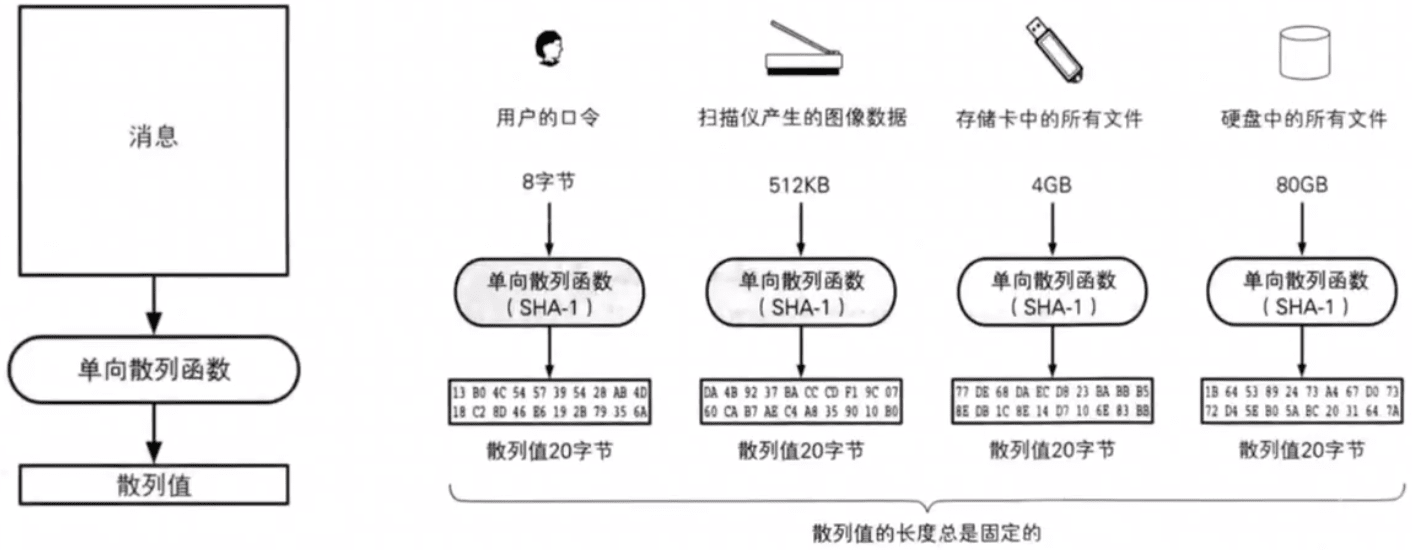 消息
单向散列函数
散列值
用户的口令
扫描仪产生的图像数据
存储卡中的所有文件
硬盘中的所有文件
8字节
512KB
4GB
80GB
单向散列函数
(SHA-1)
单向散列函数
(SHA-1)
单向散列函数
(SHA-1)
单向散列函数
(SHA-1)
13 B0 4C 54 57 39 54 28 AB 4D
18 C2 8D 46 E6 19 2B 79 35 6A
DA 4B 92 37 BA CC CD F1 9C 07
60 CA B7 AE C4 A8 35 90 10 B0
77 DE 68 DA EC D8 23 BA BB B5
8E DB 1C 8E 14 D7 10 6E 83 BB
1B 64 53 89 24 73 A4 67 D0 73
72 D4 5E B0 5A BC 20 31 64 7A
散列值20字节
散列值20字节
散列值20字节
散列值20字节
散列值的长度总是固定的